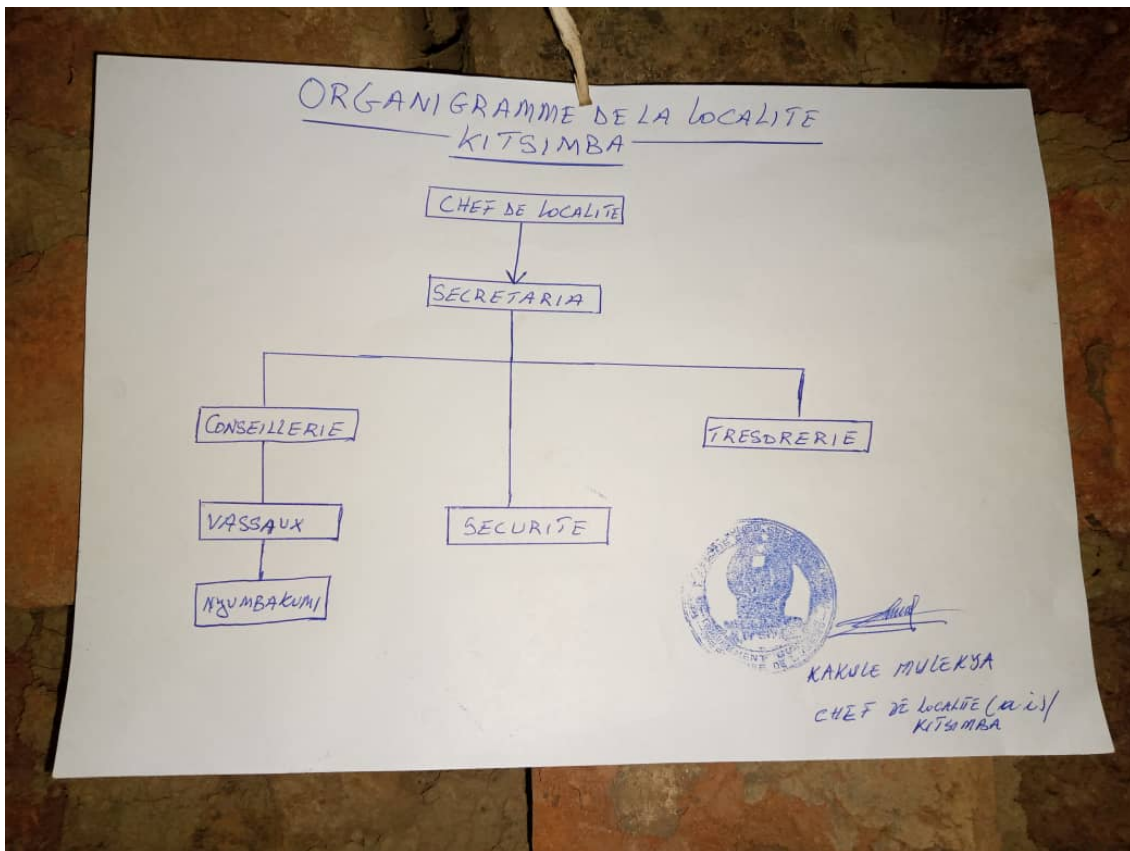 ORGANIGRAMME DE LA LOCALITE
KITSIMBA
CHEF DE LOCALITE
SECRETARIA
CONSEILLERIE
TRESORERIE
VASSAUX
SECURITE
NYUMBAKUMI
KAKULE MULEKYA
CHEF DE LOCALITE (a i)/
KITSIMBA